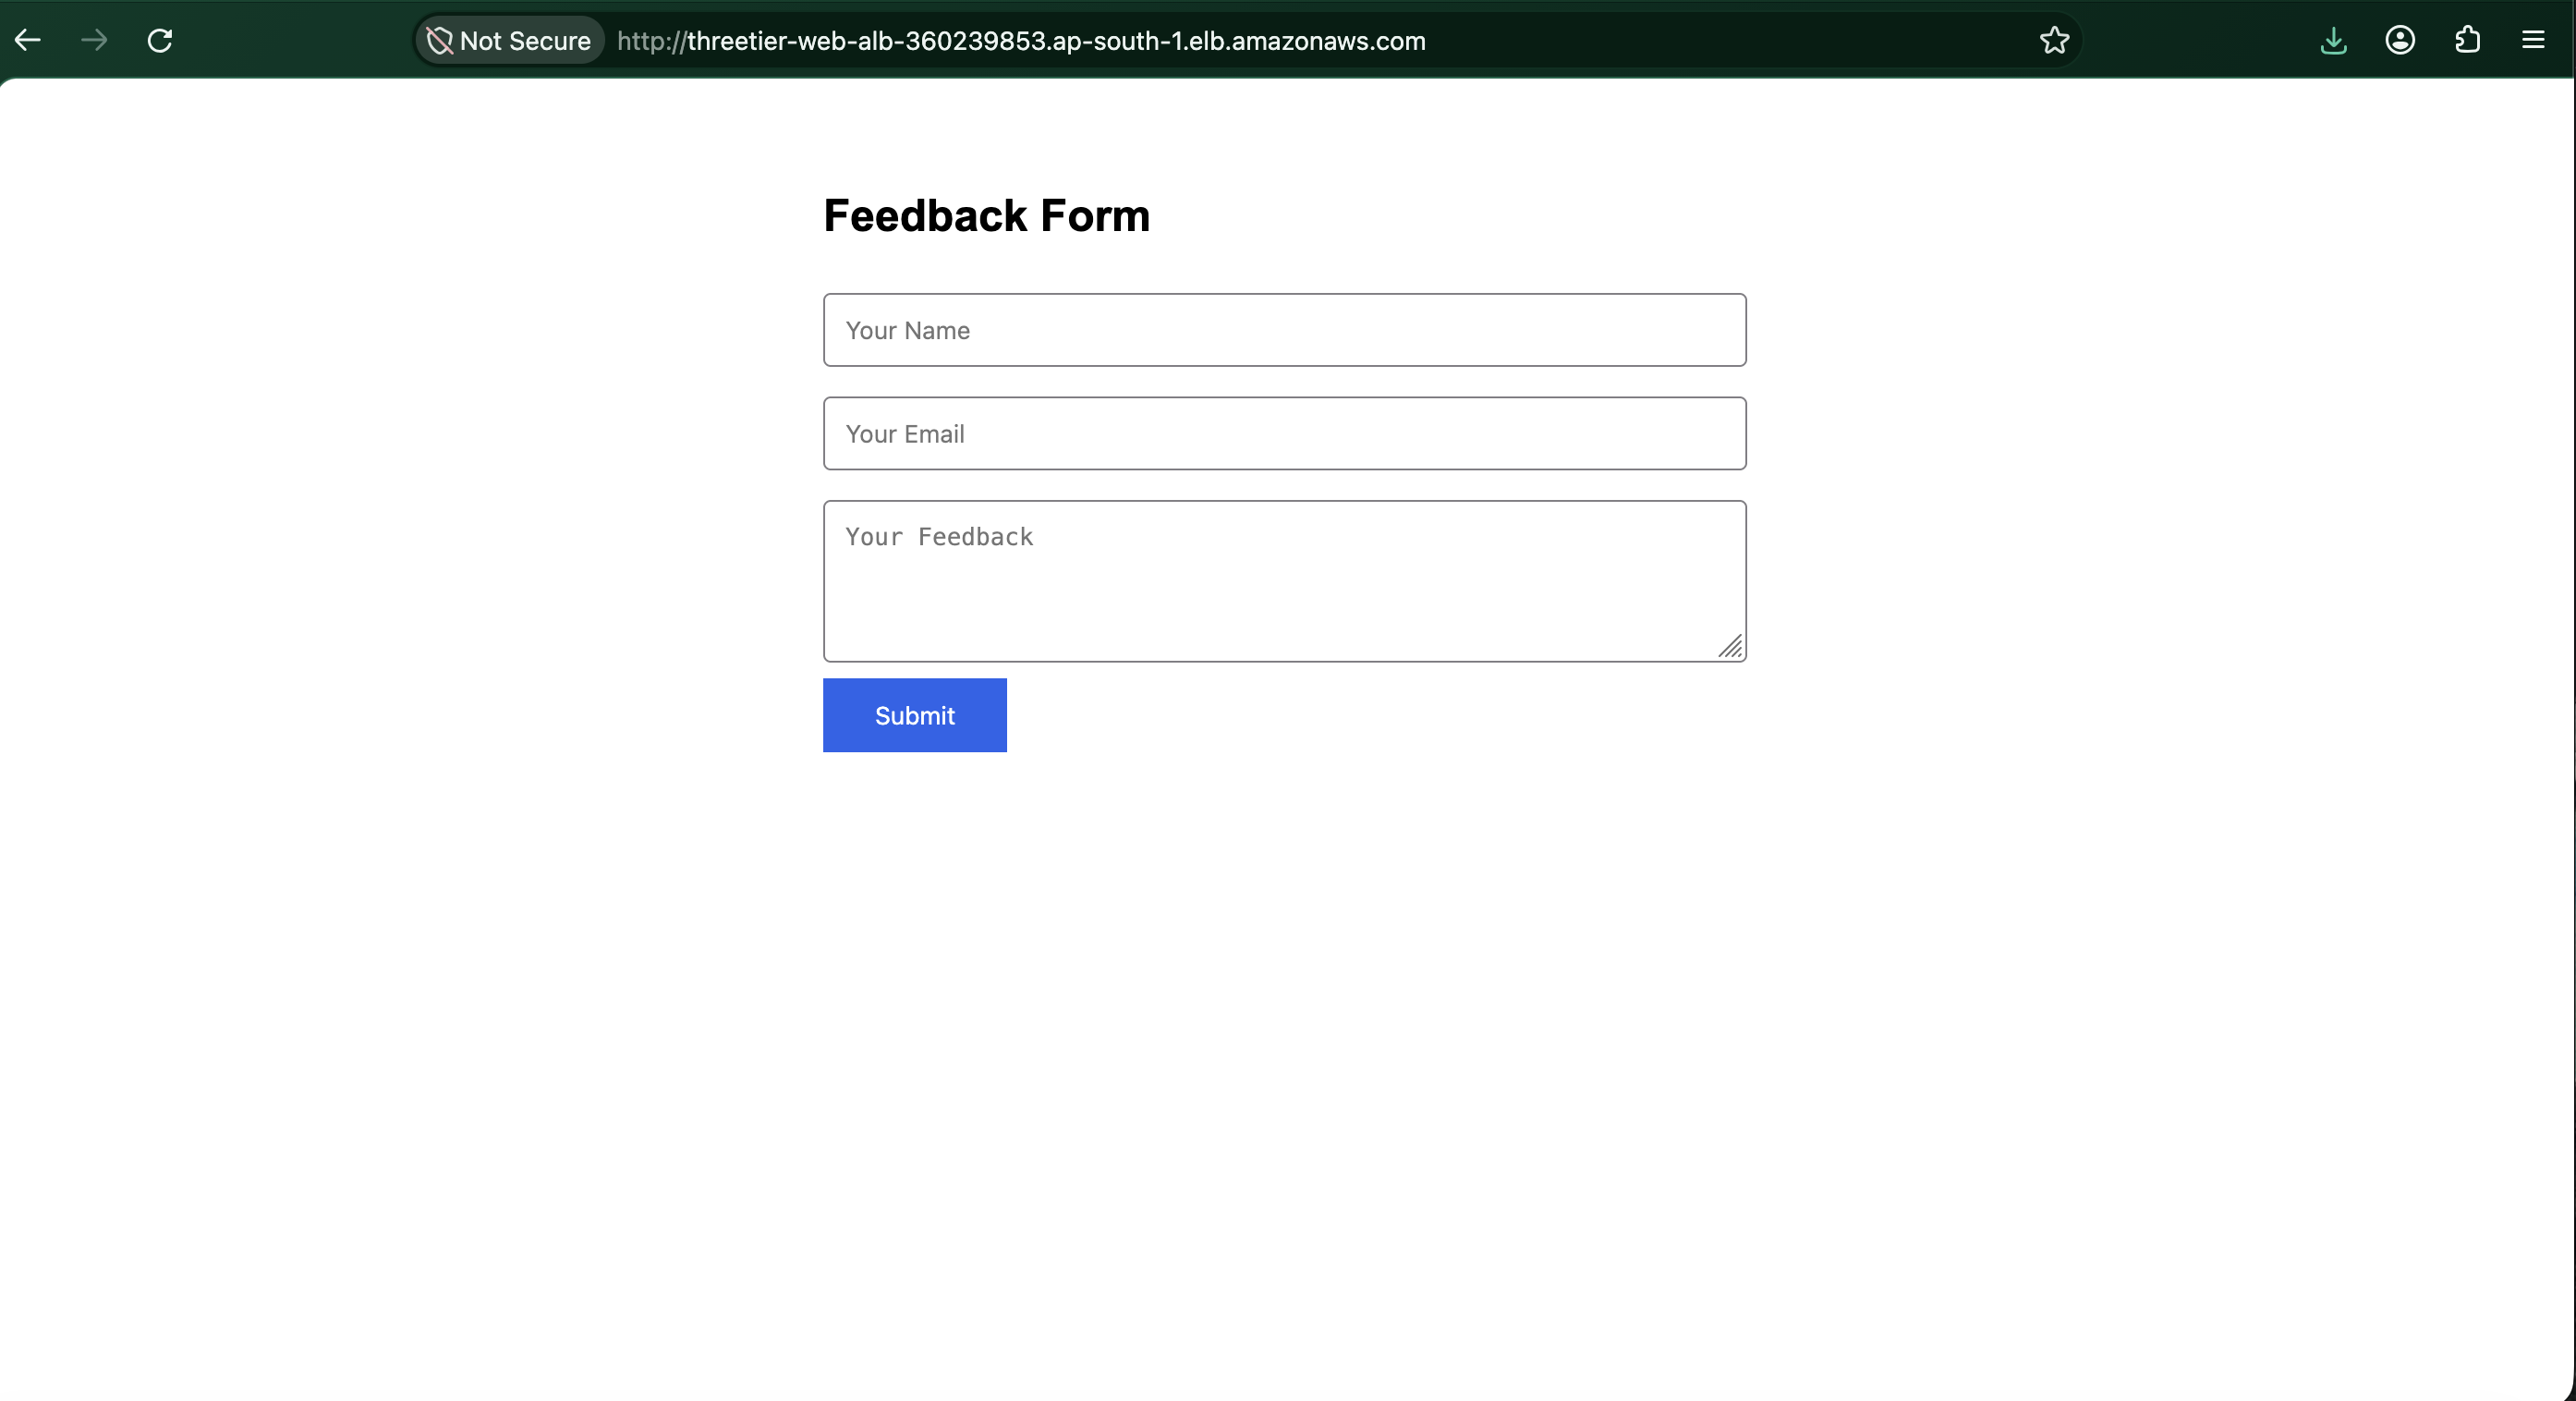 Not Secure http://threetier-web-alb-360239853.ap-south-1.elb.amazonaws.com
Feedback Form
Your Name
Your Email
Your Feedback
Submit